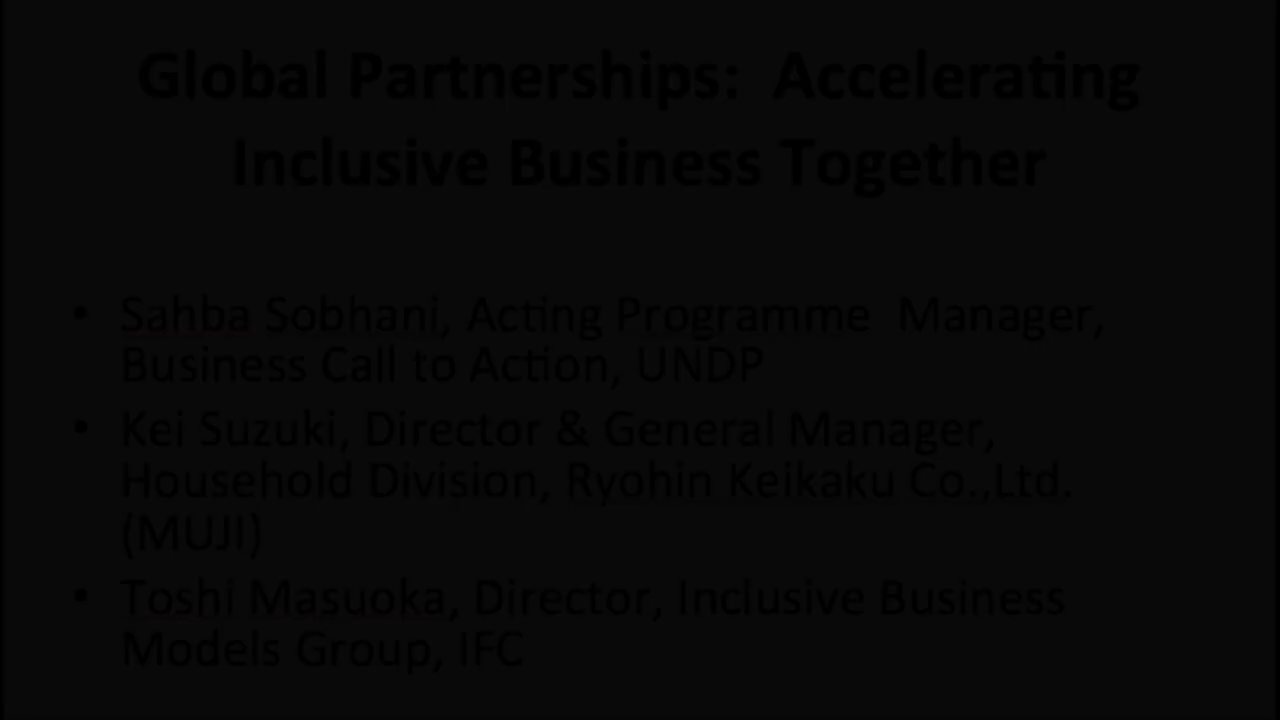 Global Partnerships: Accelerating
Inclusive Business Together
• Sahba Sobhani, Acting Programme Manager,
Business Call to Action, UNDP
• Kei Suzuki, Director & General Manager,
Household Division, Ryohin Keikaku Co.,Ltd.
(MUJI)
• Toshi Masuoka, Director, Inclusive Business
Models Group, IFC